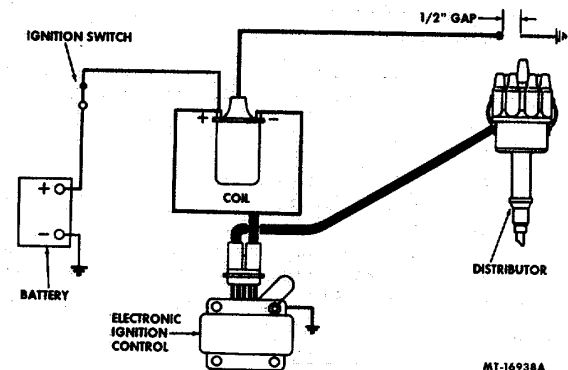 1/2" GAP
IGNITION SWITCH
+ -
COIL
+
-
BATTERY
DISTRIBUTOR
ELECTRONIC
IGNITION
CONTROL
MT-16938A